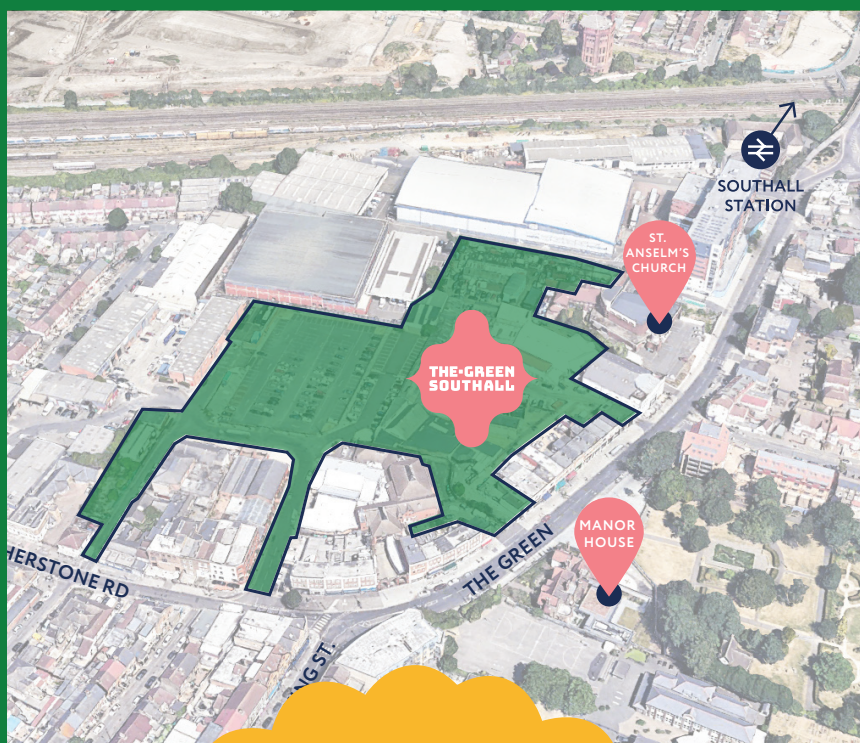 SOUTHALL
STATION
ST.
ANSELM'S
CHURCH
THE•GREEN
SOUTHALL
MANOR
HOUSE
THE GREEN
HERSTONE RD
NG ST.